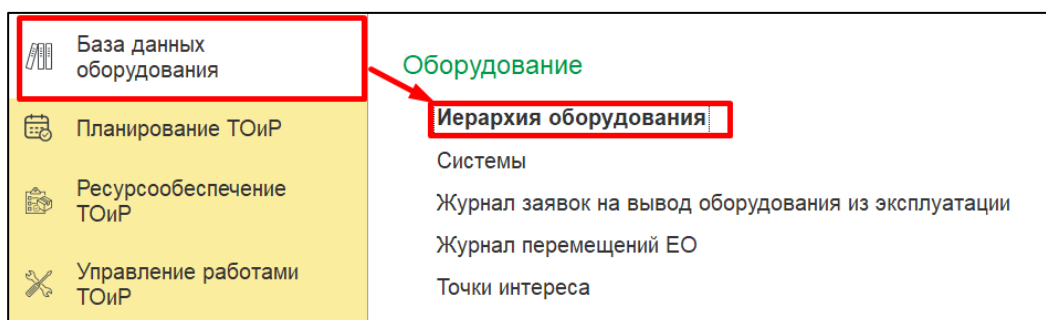 База данных
оборудования
Планирование ТОиР
Ресурсообеспечение
ТОиР
Управление работами
ТОиР
Оборудование
Иерархия оборудования
Системы
Журнал заявок на вывод оборудования из эксплуатации
Журнал перемещений ЕО
Точки интереса